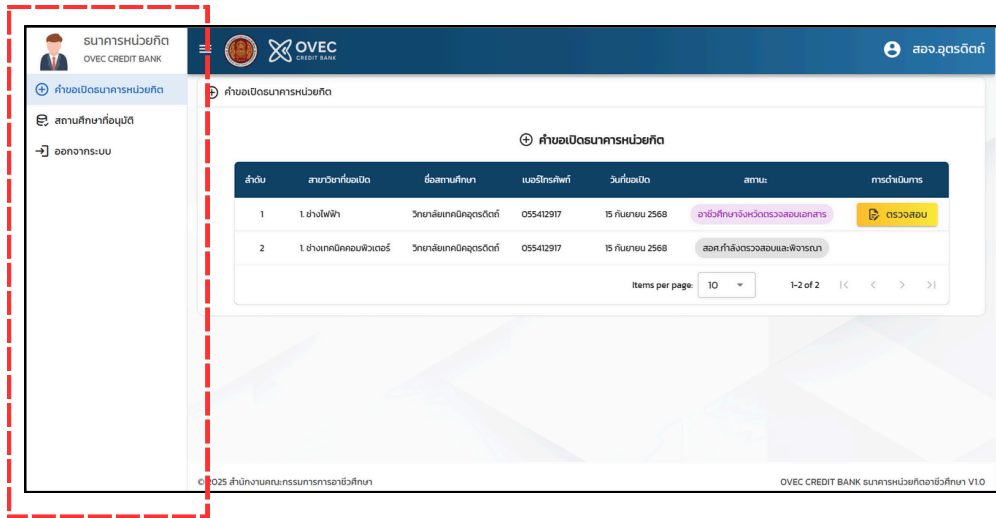 ธนาคารหน่วยกิต
OVEC CREDIT BANK
คำขอเปิดธนาคารหน่วยกิต
สถานศึกษาที่อนุมัติ
ออกจากระบบ
OVEC
CREDIT BANK
สอจ.อุตรดิตถ์
คำขอเปิดธนาคารหน่วยกิต
คำขอเปิดธนาคารหน่วยกิต
ลำดับ สาขาวิชาที่ขอเปิด ชื่อสถานศึกษา เบอร์โทรศัพท์ วันที่ขอเปิด สถานะ การดำเนินการ
1 1. ช่างไฟฟ้า วิทยาลัยเทคนิคอุตรดิตถ์ 055412917 15 กันยายน 2568 อาชีวศึกษาจังหวัดตรวจสอบเอกสาร ตรวจสอบ
2 1. ช่างเทคนิคคอมพิวเตอร์ วิทยาลัยเทคนิคอุตรดิตถ์ 055412917 15 กันยายน 2568 สอศ.กำลังตรวจสอบและพิจารณา
Items per page: 10 1-2 of 2
© 2025 สำนักงานคณะกรรมการการอาชีวศึกษา
OVEC CREDIT BANK ธนาคารหน่วยกิตอาชีวศึกษา V1.0